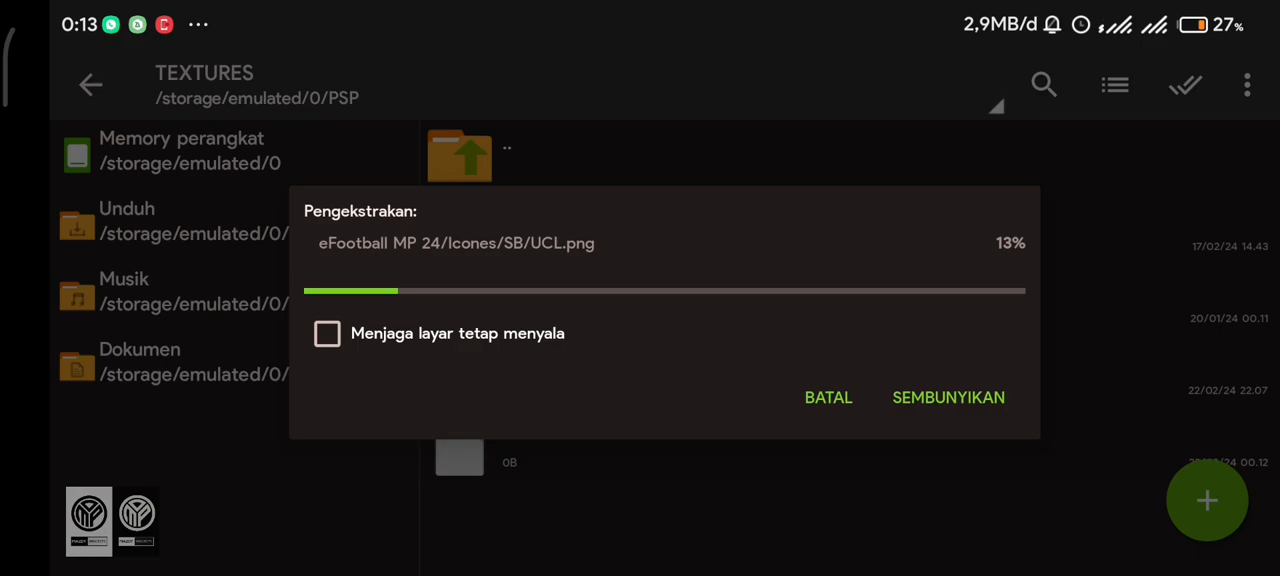 0:13
2,9MB/d
27%
TEXTURES
/storage/emulated/0/PSP
Memory perangkat
/storage/emulated/0
Unduh
/storage/emulated/0/
Musik
/storage/emulated/0/
Dokumen
/storage/emulated/0/
..
17/02/24 14.43
20/01/24 00.11
22/02/24 22.07
24 00.12
0B
Pengekstrakan:
eFootball MP 24/Icones/SB/UCL.png
13%
Menjaga layar tetap menyala
BATAL
SEMBUNYIKAN